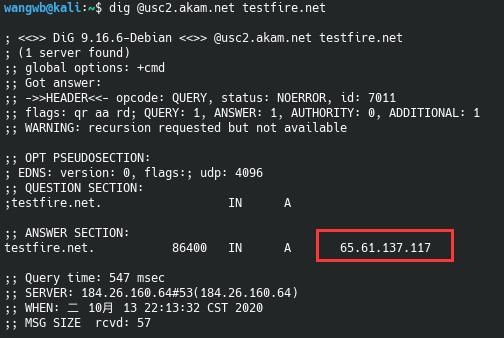 wangwb@kali:~$ dig @usc2.akam.net testfire.net
; <<>> DiG 9.16.6-Debian <<>> @usc2.akam.net testfire.net
; (1 server found)
;; global options: +cmd
;; Got answer:
;; ->>HEADER<<- opcode: QUERY, status: NOERROR, id: 7011
;; flags: qr aa rd; QUERY: 1, ANSWER: 1, AUTHORITY: 0, ADDITIONAL: 1
;; WARNING: recursion requested but not available
;; OPT PSEUDOSECTION:
; EDNS: version: 0, flags:; udp: 4096
;; QUESTION SECTION:
;testfire.net. IN A
;; ANSWER SECTION:
testfire.net. 86400 IN A 65.61.137.117
;; Query time: 547 msec
;; SERVER: 184.26.160.64#53(184.26.160.64)
;; WHEN: 二 10月 13 22:13:32 CST 2020
;; MSG SIZE rcvd: 57